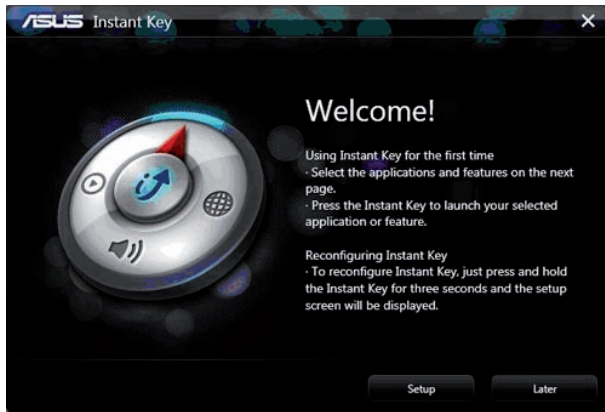 ASUS Instant Key
Welcome!
Using Instant Key for the first time
· Select the applications and features on the next
page.
· Press the Instant Key to launch your selected
application or feature.
Reconfiguring Instant Key
· To reconfigure Instant Key, just press and hold
the Instant Key for three seconds and the setup
screen will be displayed.
Setup Later